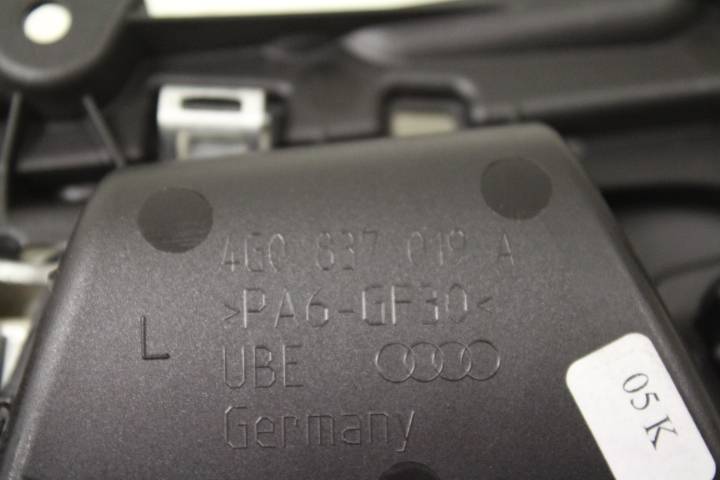 4G0 837 019 A
>PA6-GF30<
L
UBE
Germany
05 K